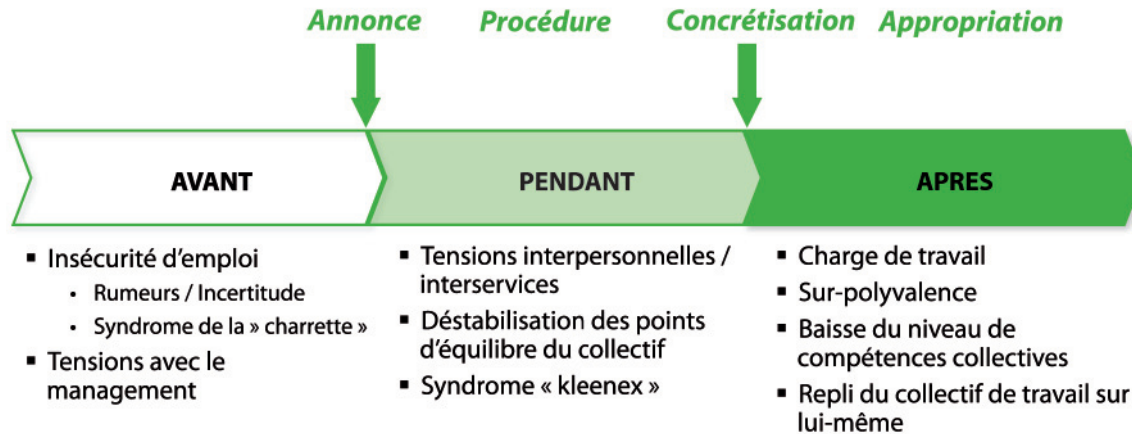 Annonce Procédure Concrétisation Appropriation
AVANT PENDANT APRES
▪ Insécurité d’emploi
• Rumeurs / Incertitude
• Syndrome de la » charrette »
▪ Tensions avec le
management
▪ Tensions interpersonnelles /
interservices
▪ Déstabilisation des points
d’équilibre du collectif
▪ Syndrome « kleenex »
▪ Charge de travail
▪ Sur-polyvalence
▪ Baisse du niveau de
compétences collectives
▪ Repli du collectif de travail sur
lui-même